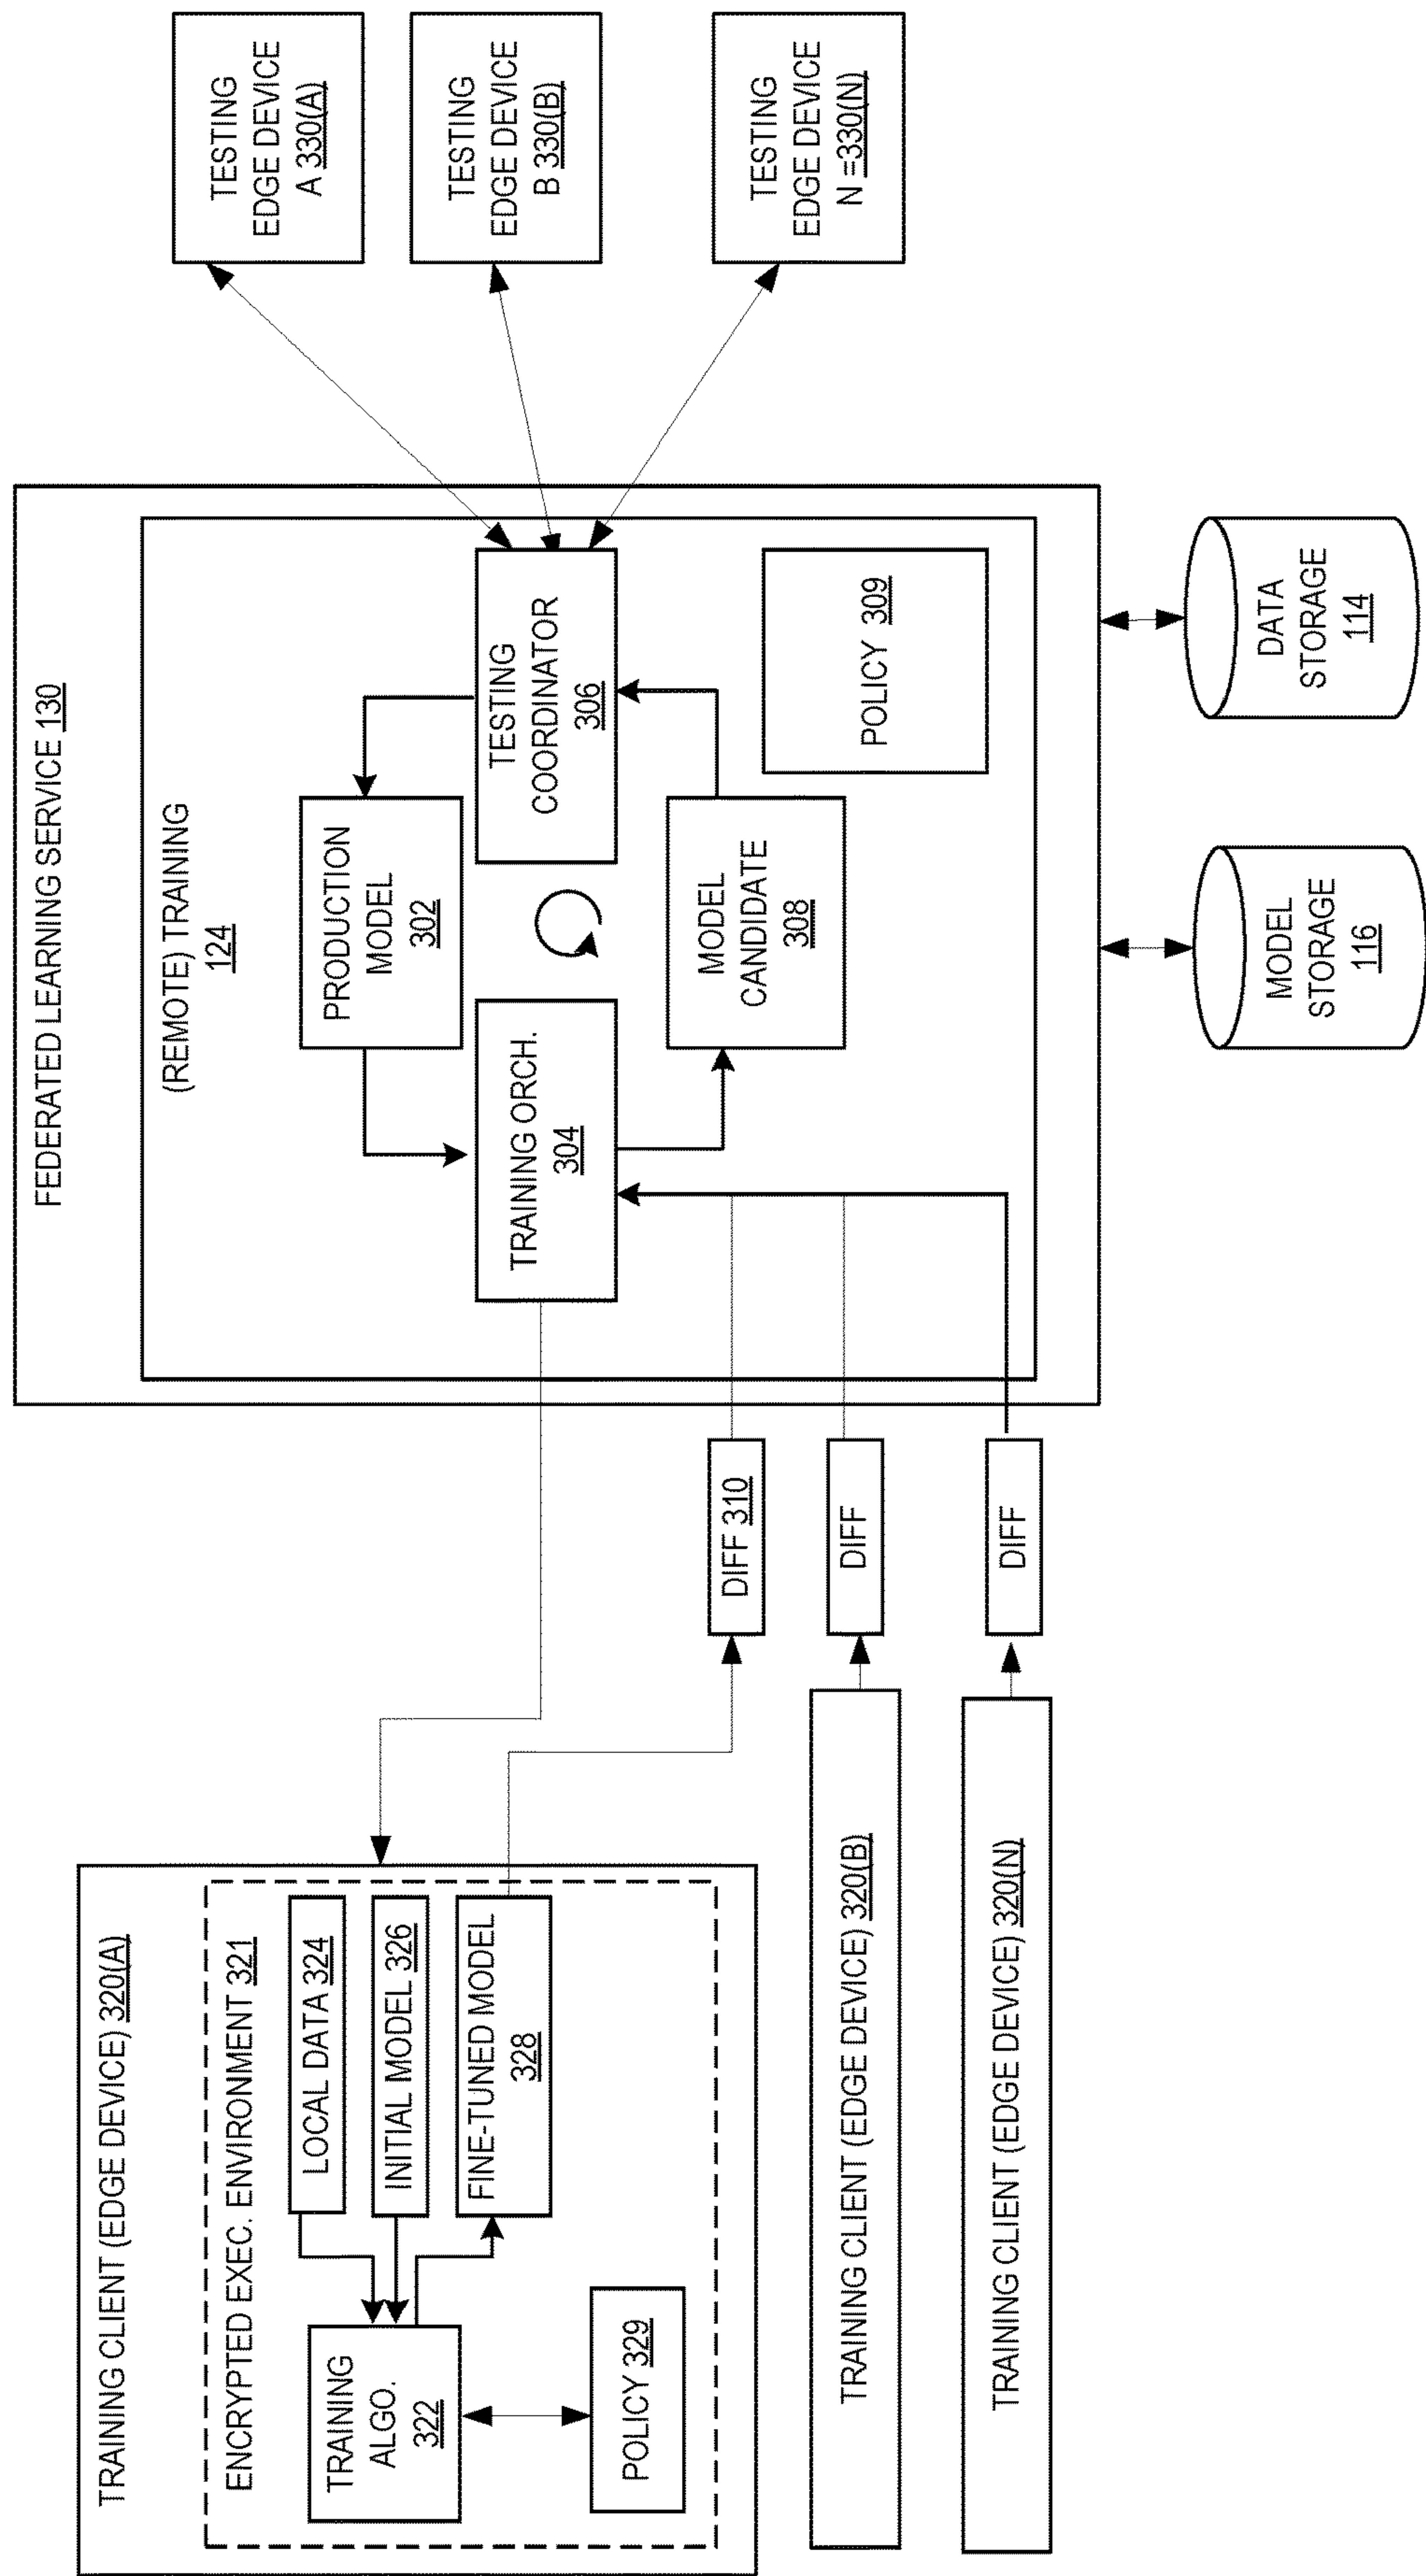 TRAINING CLIENT (EDGE DEVICE) 320(A)
ENCRYPTED EXEC. ENVIRONMENT 321
TRAINING
ALGO.
322
LOCAL DATA 324
INITIAL MODEL 326
FINE-TUNED MODEL
328
POLICY 329
TRAINING CLIENT (EDGE DEVICE) 320(B)
TRAINING CLIENT (EDGE DEVICE) 320(N)
DIFF 310
DIFF
DIFF
FEDERATED LEARNING SERVICE 130
(REMOTE) TRAINING
124
PRODUCTION
MODEL
302
TRAINING ORCH.
304
TESTING
COORDINATOR
306
MODEL
CANDIDATE
308
POLICY 309
MODEL
STORAGE
116
DATA
STORAGE
114
TESTING
EDGE DEVICE
A 330(A)
TESTING
EDGE DEVICE
B 330(B)
TESTING
EDGE DEVICE
N =330(N)